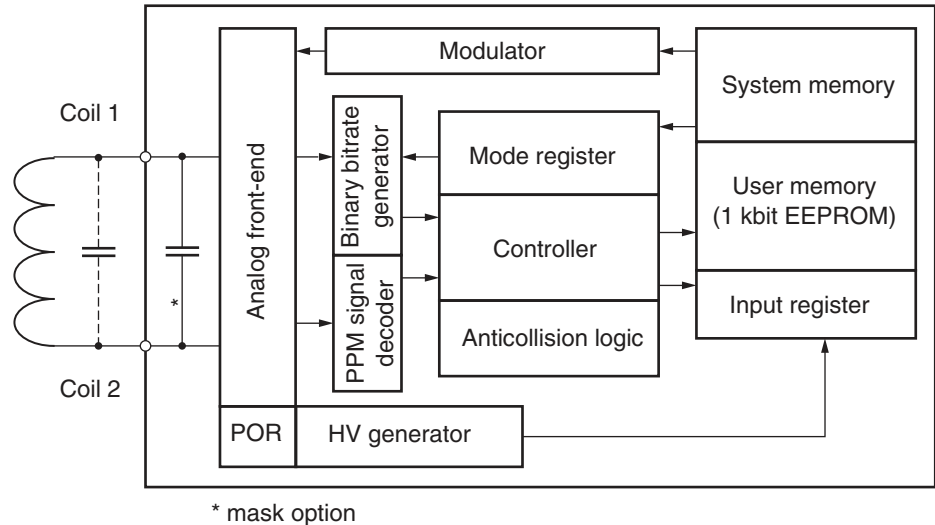 Modulator
System memory
Coil 1
Analog front-end
Binary bitrate
generator
Mode register
User memory
(1 kbit EEPROM)
Controller
*
PPM signal
decoder
Input register
Anticollision logic
Coil 2
POR
HV generator
* mask option